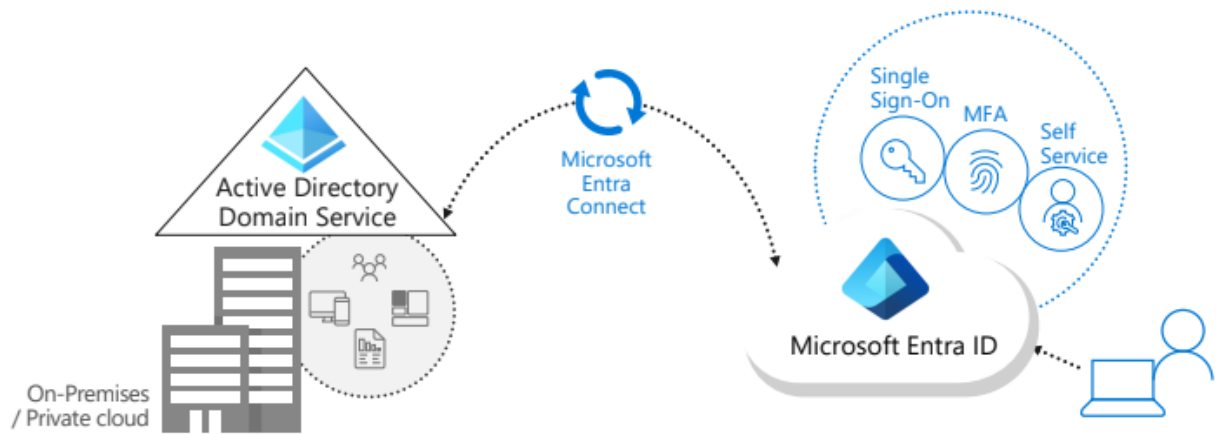 Active Directory
Domain Service
On-Premises
/ Private cloud
Microsoft
Entra
Connect
Single
Sign-On
MFA
Self
Service
Microsoft Entra ID